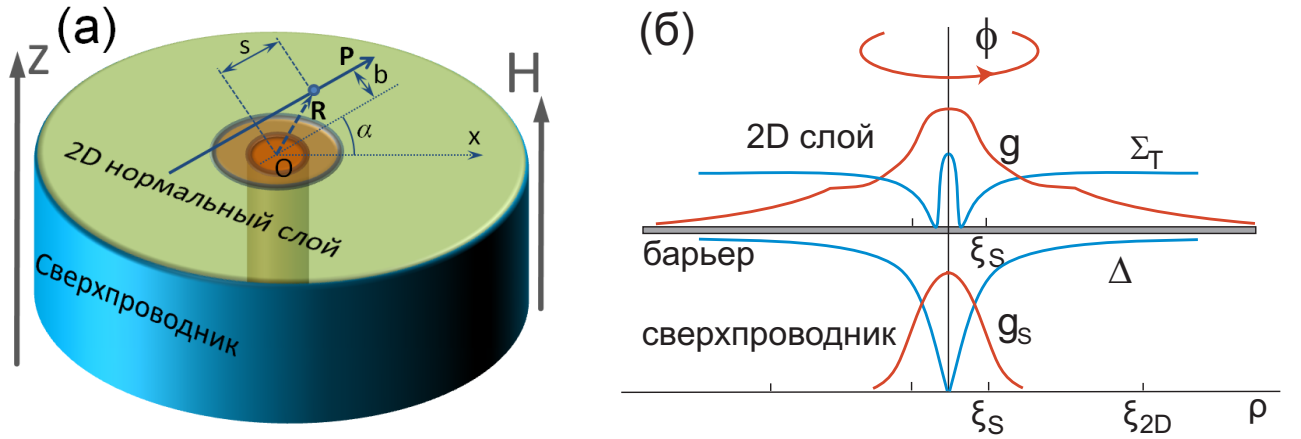 (а)
Z
H
s
P
b
R
α
x
O
2D нормальный слой
Сверхпроводник
(б)
ϕ
2D слой
g
Σ_T
барьер
ξ_S
Δ
сверхпроводник
g_S
ξ_S
ξ_2D
ρ